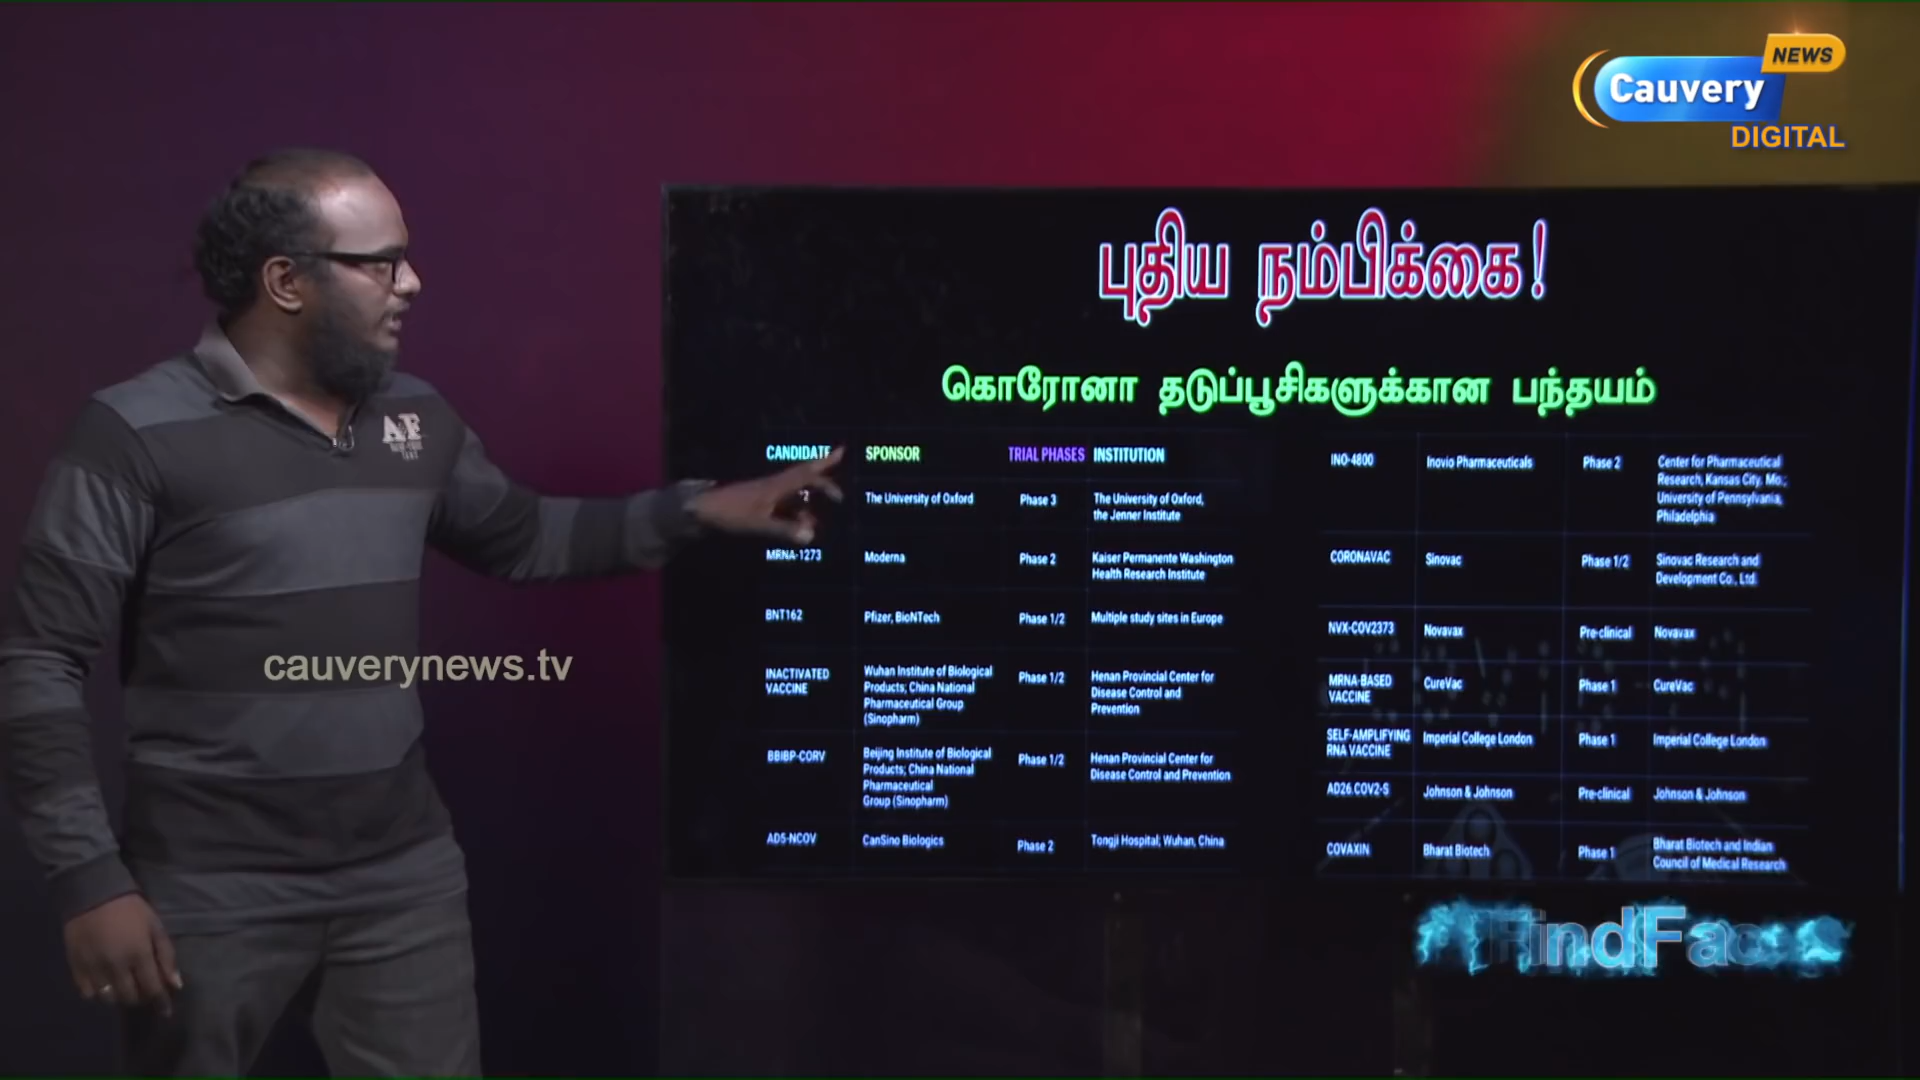 Cauvery
NEWS
DIGITAL
புதிய நம்பிக்கை!
கொரோனா தடுப்பூசிகளுக்கான பந்தயம்
CANDIDATE SPONSOR TRIAL PHASES INSTITUTION
The University of Oxford Phase 3 The University of Oxford,
the Jenner Institute
MRNA-1273 Moderna Phase 2 Kaiser Permanente Washington
Health Research Institute
BNT162 Pfizer, BioNTech Phase 1/2 Multiple study sites in Europe
INACTIVATED
VACCINE
Wuhan Institute of Biological
Products; China National
Pharmaceutical Group
(Sinopharm)
Phase 1/2
Henan Provincial Center for
Disease Control and
Prevention
BBIBP-CORV
Beijing Institute of Biological
Products; China National
Pharmaceutical
Group (Sinopharm)
Phase 1/2
Henan Provincial Center for
Disease Control and Prevention
AD5-NCOV CanSino Biologics Phase 2 Tongji Hospital; Wuhan, China
INO-4800 Inovio Pharmaceuticals Phase 2
Center for Pharmaceutical
Research, Kansas City. Mo.;
University of Pennsylvania,
Philadelphia
CORONAVAC Sinovac Phase 1/2 Sinovac Research and
Development Co., Ltd.
NVX-COV2373 Novavax Pre-clinical Novavax
MRNA-BASED
VACCINE
CureVac Phase 1 CureVac
SELF-AMPLIFYING
RNA VACCINE
Imperial College London Phase 1 Imperial College London
AD26.COV2-S Johnson & Johnson Pre-clinical Johnson & Johnson
COVAXIN Bharat Biotech Phase 1 Bharat Biotech and Indian
Council of Medical Research
A&F
cauverynews.tv